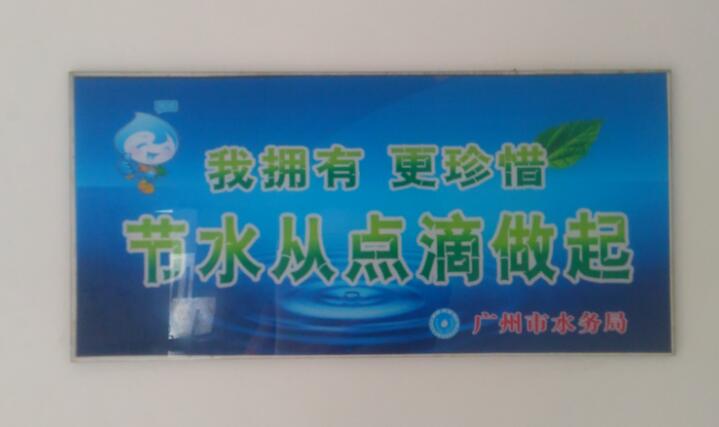 我拥有 更珍惜
节水从点滴做起
广州市水务局